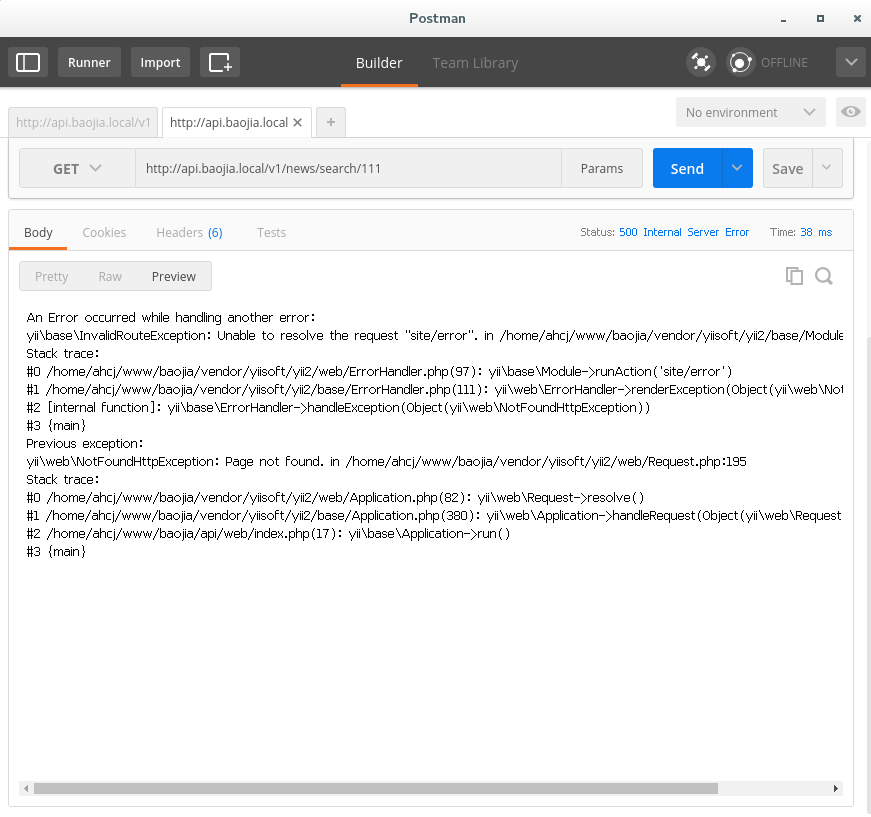 Postman
Runner
Import
Builder
Team Library
OFFLINE
http://api.baojia.local/v1
http://api.baojia.local
No environment
GET
http://api.baojia.local/v1/news/search/111
Params
Send
Save
Body
Cookies
Headers (6)
Tests
Status: 500 Internal Server Error
Time: 38 ms
Pretty
Raw
Preview
An Error occurred while handling another error:
yii\base\InvalidRouteException: Unable to resolve the request "site/error". in /home/ahcj/www/baojia/vendor/yiisoft/yii2/base/Module
Stack trace:
#0 /home/ahcj/www/baojia/vendor/yiisoft/yii2/web/ErrorHandler.php(97): yii\base\Module->runAction('site/error')
#1 /home/ahcj/www/baojia/vendor/yiisoft/yii2/base/ErrorHandler.php(111): yii\web\ErrorHandler->renderException(Object(yii\web\Not
#2 [internal function]: yii\base\ErrorHandler->handleException(Object(yii\web\NotFoundHttpException))
#3 {main}
Previous exception:
yii\web\NotFoundHttpException: Page not found. in /home/ahcj/www/baojia/vendor/yiisoft/yii2/web/Request.php:195
Stack trace:
#0 /home/ahcj/www/baojia/vendor/yiisoft/yii2/web/Application.php(82): yii\web\Request->resolve()
#1 /home/ahcj/www/baojia/vendor/yiisoft/yii2/base/Application.php(380): yii\web\Application->handleRequest(Object(yii\web\Request
#2 /home/ahcj/www/baojia/api/web/index.php(17): yii\base\Application->run()
#3 {main}